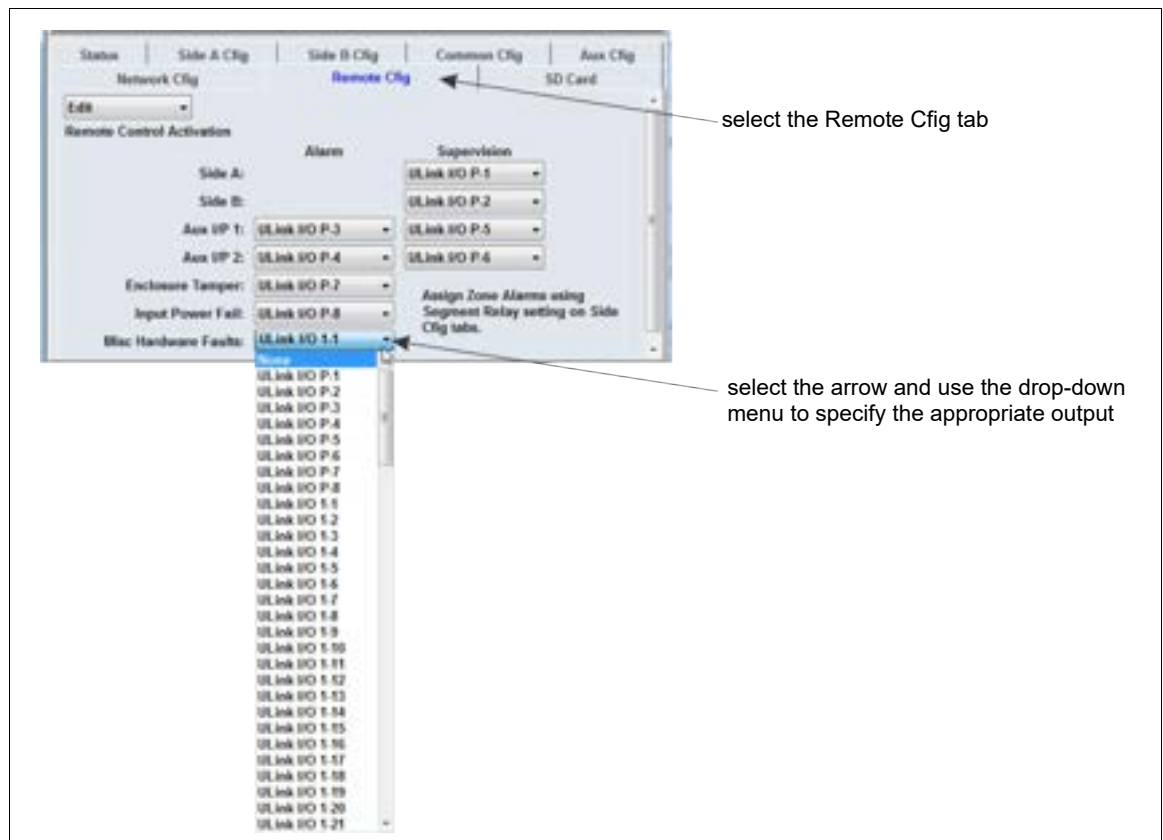 Status Side A Cfig Side B Cfig Common Cfig Aux Cfig
Network Cfig Remote Cfig SD Card
Edit
Remote Control Activation
Alarm Supervision
Side A: ULink I/O P-1
Side B: ULink I/O P-2
Aux I/P 1: ULink I/O P-3 ULink I/O P-5
Aux I/P 2: ULink I/O P-4 ULink I/O P-6
Enclosure Tamper: ULink I/O P-7
Input Power Fail: ULink I/O P-8
Assign Zone Alarms using
Segment Relay setting on Side
Cfig tabs.
Misc Hardware Faults: ULink I/O 1-1
None
ULink I/O P-1
ULink I/O P-2
ULink I/O P-3
ULink I/O P-4
ULink I/O P-5
ULink I/O P-6
ULink I/O P-7
ULink I/O P-8
ULink I/O 1-1
ULink I/O 1-2
ULink I/O 1-3
ULink I/O 1-4
ULink I/O 1-5
ULink I/O 1-6
ULink I/O 1-7
ULink I/O 1-8
ULink I/O 1-9
ULink I/O 1-10
ULink I/O 1-11
ULink I/O 1-12
ULink I/O 1-13
ULink I/O 1-14
ULink I/O 1-15
ULink I/O 1-16
ULink I/O 1-17
ULink I/O 1-18
ULink I/O 1-19
ULink I/O 1-20
ULink I/O 1-21
select the Remote Cfig tab
select the arrow and use the drop-down
menu to specify the appropriate output